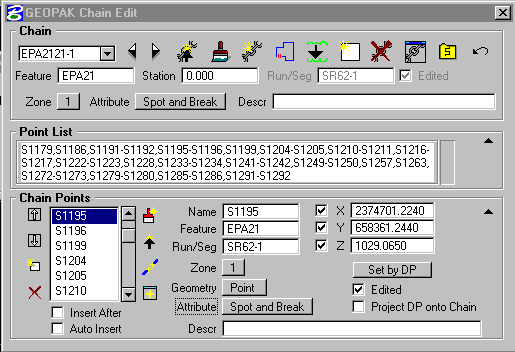 GEOPAK Chain Edit
Chain
EPA2121-1
Feature EPA21 Station 0.000 Run/Seg SR62-1 Edited
Zone 1 Attribute Spot and Break Descr
Point List
S1179,S1186,S1191-S1192,S1195-S1196,S1199,S1204-S1205,S1210-S1211,S1216-
S1217,S1222-S1223,S1228,S1233-S1234,S1241-S1242,S1249-S1250,S1257,S1263,
S1272-S1273,S1279-S1280,S1285-S1286,S1291-S1292
Chain Points
S1195
S1196
S1199
S1204
S1205
S1210
Insert After
Auto Insert
Name S1195 X 2374701.2240
Feature EPA21 Y 658361.2440
Run/Seg SR62-1 Z 1029.0650
Zone 1 Set by DP
Geometry Point Edited
Attribute Spot and Break Project DP onto Chain
Descr